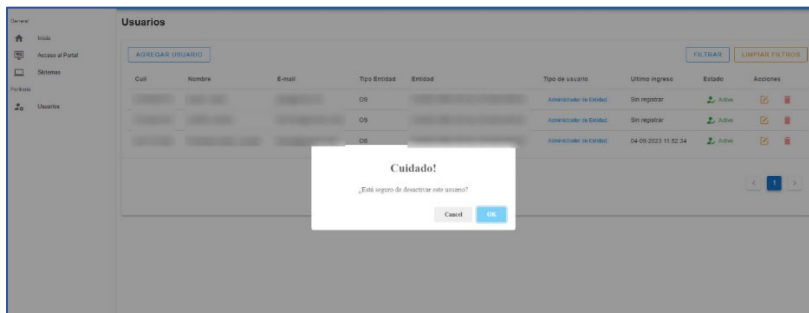 General
Inicio
Acceso al Portal
Sistemas
Usuarios
Usuarios
AGREGAR USUARIO
FILTRAR LIMPIAR FILTROS
Cuil Nombre E-mail Tipo Entidad Entidad Tipo de usuario Ultimo Ingreso Estado Acciones
OS Administrador de Entidad Sin registrar Activo
OS Administrador de Entidad Sin registrar Activo
OS Administrador de Entidad 04-09-2023 11:52:34 Activo
Cuidado!
¿Está seguro de desactivar este usuario?
Cancel OK
< 1 >